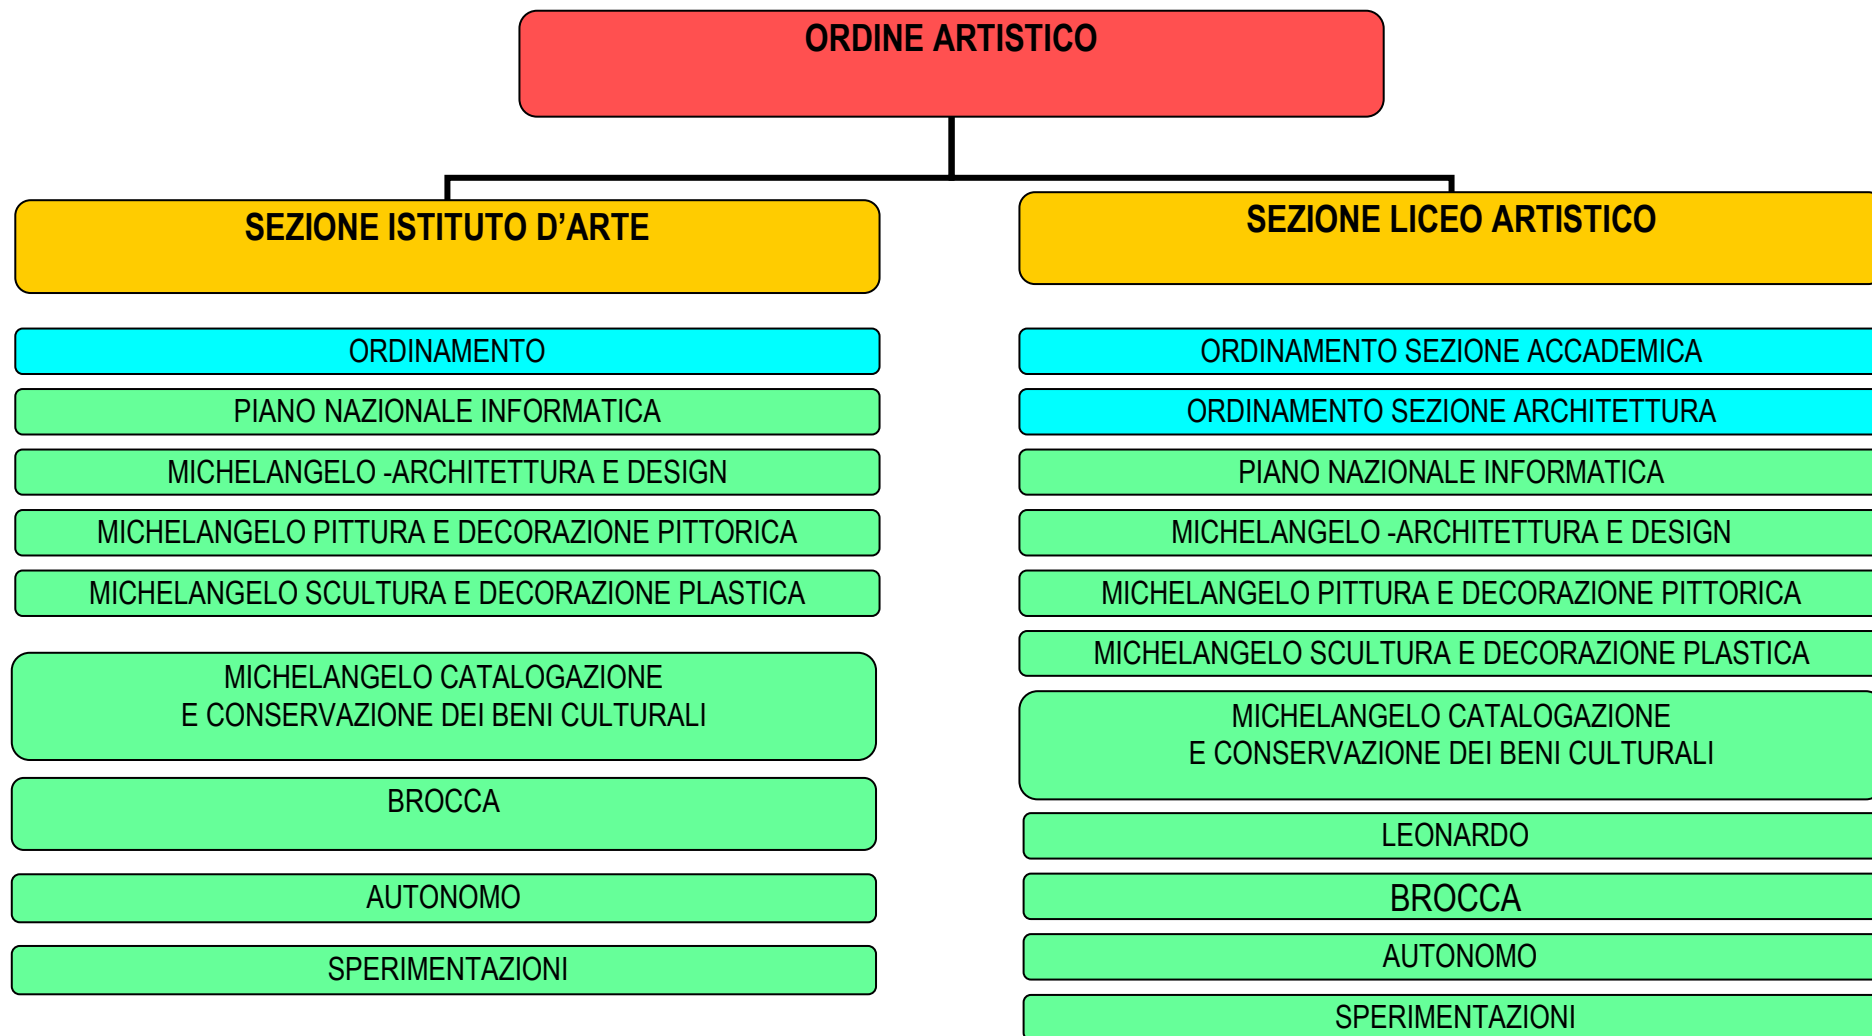 ORDINE ARTISTICO
SEZIONE ISTITUTO D’ARTE
ORDINAMENTO
PIANO NAZIONALE INFORMATICA
MICHELANGELO -ARCHITETTURA E DESIGN
MICHELANGELO PITTURA E DECORAZIONE PITTORICA
MICHELANGELO SCULTURA E DECORAZIONE PLASTICA
MICHELANGELO CATALOGAZIONE
E CONSERVAZIONE DEI BENI CULTURALI
BROCCA
AUTONOMO
SPERIMENTAZIONI
SEZIONE LICEO ARTISTICO
ORDINAMENTO SEZIONE ACCADEMICA
ORDINAMENTO SEZIONE ARCHITETTURA
PIANO NAZIONALE INFORMATICA
MICHELANGELO -ARCHITETTURA E DESIGN
MICHELANGELO PITTURA E DECORAZIONE PITTORICA
MICHELANGELO SCULTURA E DECORAZIONE PLASTICA
MICHELANGELO CATALOGAZIONE
E CONSERVAZIONE DEI BENI CULTURALI
LEONARDO
BROCCA
AUTONOMO
SPERIMENTAZIONI